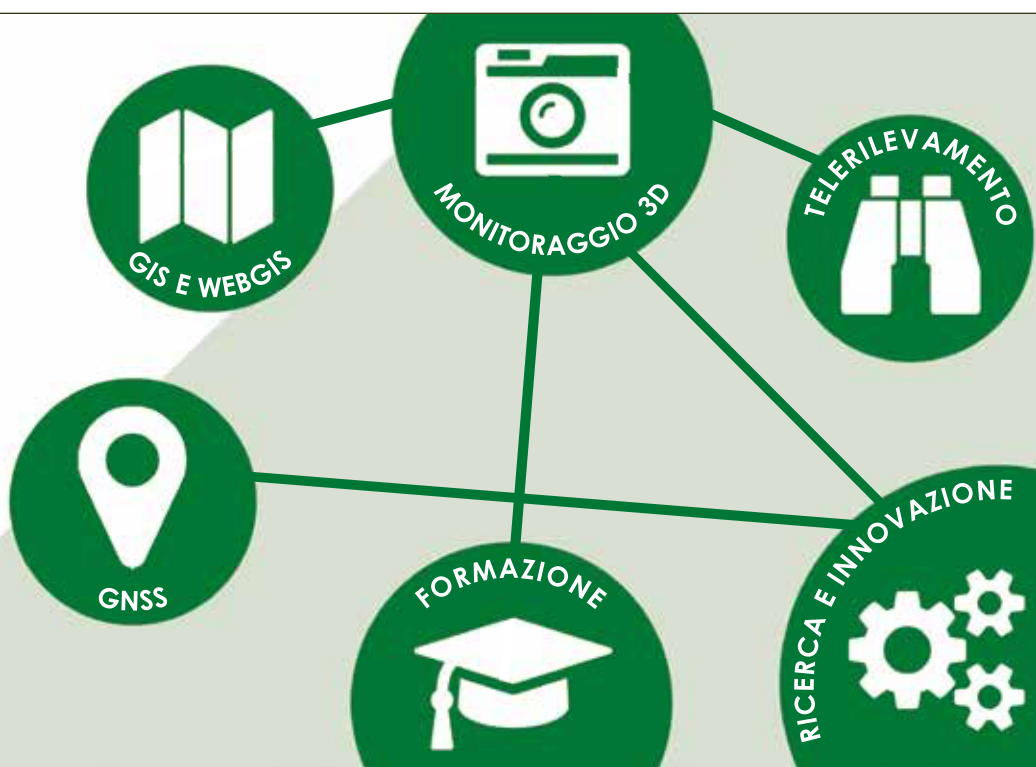 MONITORAGGIO 3D
GIS E WEBGIS
TELERILEVAMENTO
GNSS
FORMAZIONE
RICERCA E INNOVAZIONE